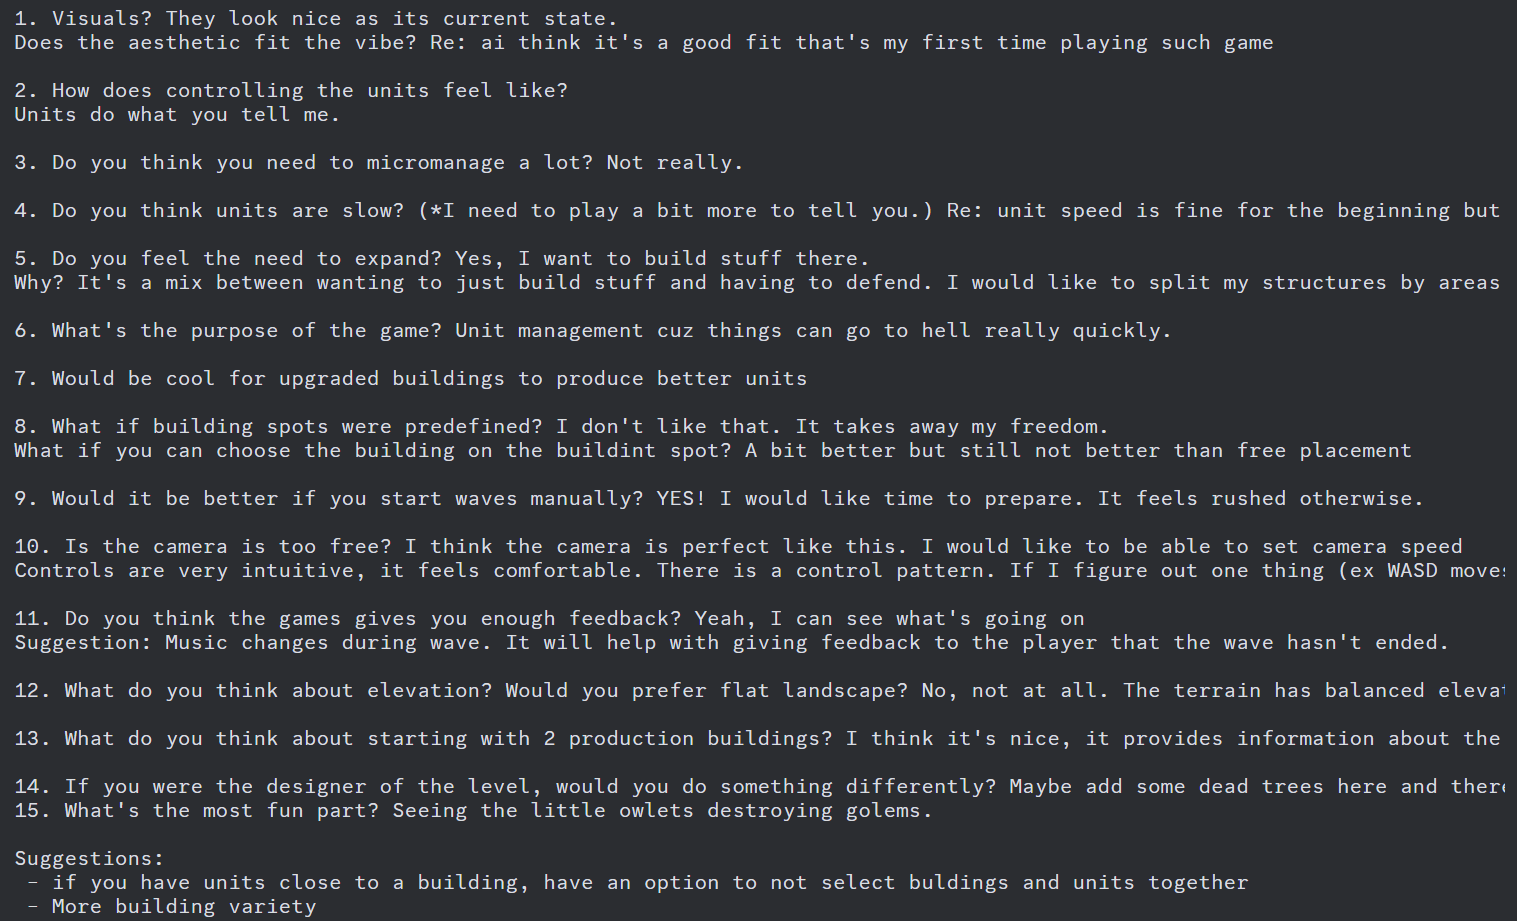 1. Visuals? They look nice as its current state.
Does the aesthetic fit the vibe? Re: ai think it's a good fit that's my first time playing such game
2. How does controlling the units feel like?
Units do what you tell me.
3. Do you think you need to micromanage a lot? Not really.
4. Do you think units are slow? (*I need to play a bit more to tell you.) Re: unit speed is fine for the beginning but
5. Do you feel the need to expand? Yes, I want to build stuff there.
Why? It's a mix between wanting to just build stuff and having to defend. I would like to split my structures by areas
6. What's the purpose of the game? Unit management cuz things can go to hell really quickly.
7. Would be cool for upgraded buildings to produce better units
8. What if building spots were predefined? I don't like that. It takes away my freedom.
What if you can choose the building on the buildint spot? A bit better but still not better than free placement
9. Would it be better if you start waves manually? YES! I would like time to prepare. It feels rushed otherwise.
10. Is the camera is too free? I think the camera is perfect like this. I would like to be able to set camera speed
Controls are very intuitive, it feels comfortable. There is a control pattern. If I figure out one thing (ex WASD moves
11. Do you think the games gives you enough feedback? Yeah, I can see what's going on
Suggestion: Music changes during wave. It will help with giving feedback to the player that the wave hasn't ended.
12. What do you think about elevation? Would you prefer flat landscape? No, not at all. The terrain has balanced
13. What do you think about starting with 2 production buildings? I think it's nice, it provides information about the
14. If you were the designer of the level, would you do something differently? Maybe add some dead trees here and there
15. What's the most fun part? Seeing the little owlets destroying golems.
Suggestions:
- if you have units close to a building, have an option to not select buldings and units together
- More building variety